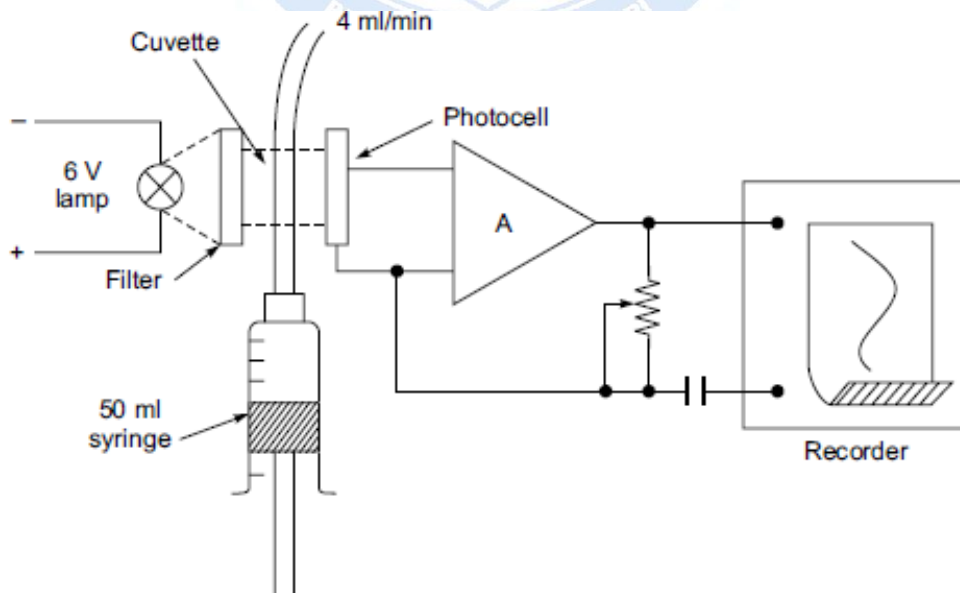 4 ml/min
Cuvette
Photocell
–
6 V
lamp
+
A
Filter
50 ml
syringe
Recorder